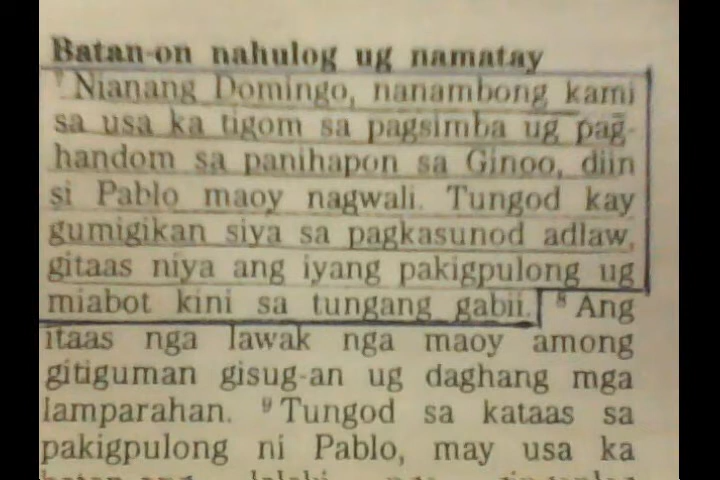 Batan-on nahulog ug namatay
7 Nianang Domingo, nanambong kami
sa usa ka tigom sa pagsimba ug pag-
handom sa panihapon sa Ginoo, diin
si Pablo maoy nagwali. Tungod kay
gumigikan siya sa pagkasunod adlaw,
gitaas niya ang iyang pakigpulong ug
miabot kini sa tungang gabii. 8 Ang
itaas nga lawak nga maoy among
gitiguman gisug-an ug daghang mga
lamparahan. 9 Tungod sa kataas sa
pakigpulong ni Pablo, may usa ka